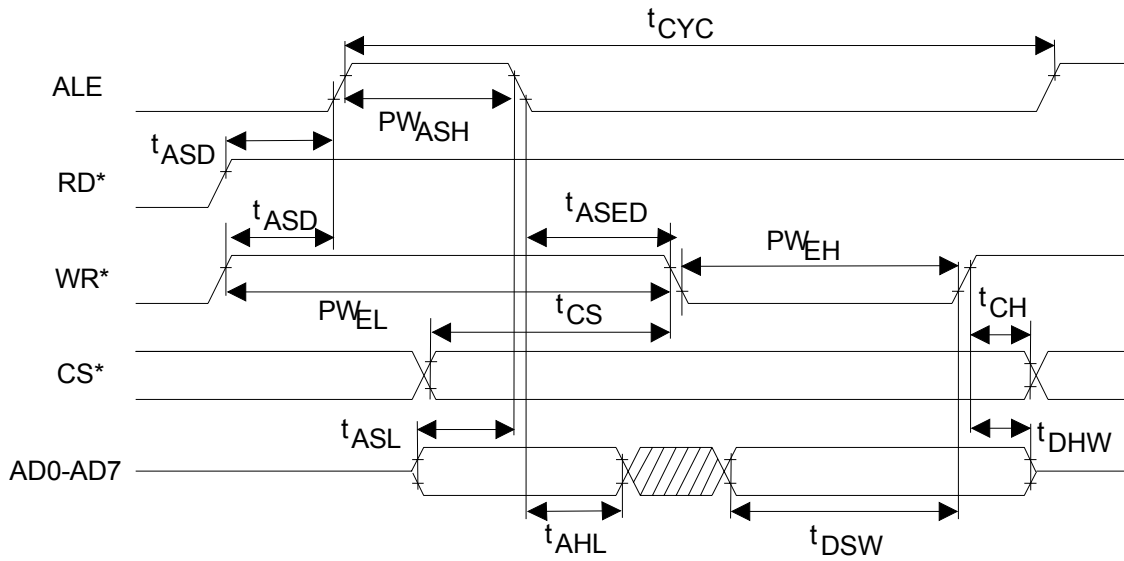 tCYC
ALE
PWASH
tASD
RD*
tASD
tASED
PWEH
WR*
PWEL
tCS
tCH
CS*
tASL
tDHW
AD0-AD7
tAHL
tDSW